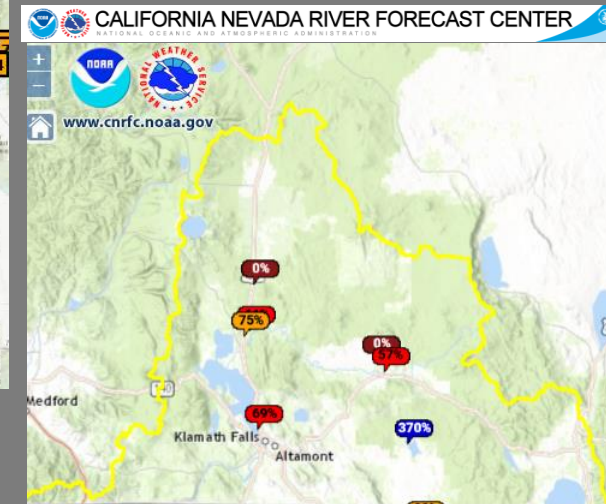 CALIFORNIA NEVADA RIVER FORECAST CENTER
NATIONAL OCEANIC AND ATMOSPHERIC ADMINISTRATION
+
NOAA
NATIONAL WEATHER SERVICE
−
www.cnrfc.noaa.gov
0%
75%
0%
57%
Medford
69%
370%
Klamath Falls
Altamont